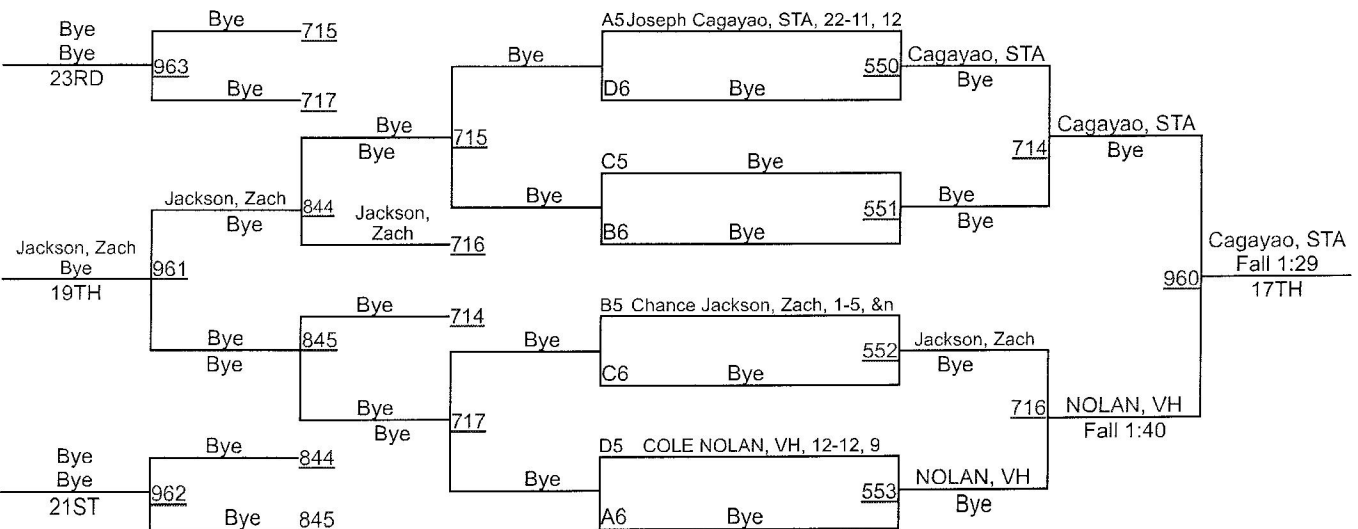 Bye
Bye
23RD
963
Bye
715
Bye
717
Bye
Bye
715
Bye
Bye
Jackson, Zach
Bye
844
Jackson,
Zach
716
Jackson, Zach
Bye
19TH
961
Bye
Bye
845
Bye
714
Bye
Bye
717
Bye
Bye
Bye
Bye
21ST
962
Bye
844
Bye
845
A5 Joseph Cagayao, STA, 22-11, 12
D6
Bye
550
C5
Bye
B6
Bye
551
B5 Chance Jackson, Zach, 1-5, &n
C6
Bye
552
D5
COLE NOLAN, VH, 12-12, 9
A6
Bye
553
Cagayao, STA
Bye
714
Bye
Bye
Jackson, Zach
Bye
716
NOLAN, VH
Bye
Cagayao, STA
Bye
960
NOLAN, VH
Fall 1:40
Cagayao, STA
Fall 1:29
17TH